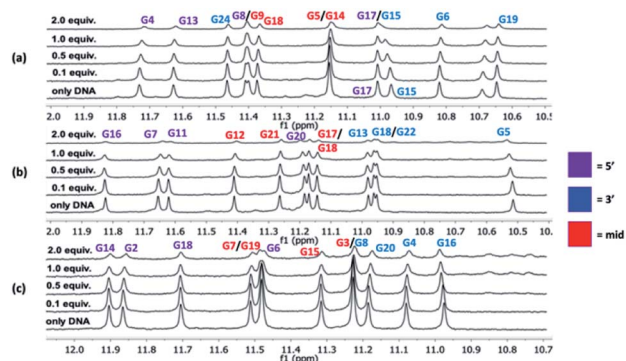 G4 G13 G24 G8/G9 G18 G5/G14 G17/G15 G6 G19
2.0 equiv.
1.0 equiv.
(a)
0.5 equiv.
0.1 equiv.
only DNA
G17 G15
2.0 11.9 11.8 11.7 11.6 11.5 11.4 11.3 11.2 11.1 11.0 10.9 10.8 10.7 10.6 10.5
f1 (ppm)
G16 G7 G11 G12 G21 G20 G17/ G13 G18/G22 G5
2.0 equiv.
G18
1.0 equiv.
(b)
0.5 equiv.
0.1 equiv.
only DNA
2.0 11.9 11.8 11.7 11.6 11.5 11.4 11.3 11.2 11.1 11.0 10.9 10.8 10.7 10.6 10.5
f1 (ppm)
G14 G2 G18 G7/G19 G6 G15 G3/G8 G20 G4 G16
2.0 equiv.
1.0 equiv.
(c)
0.5 equiv.
0.1 equiv.
only DNA
12.0 11.9 11.8 11.7 11.6 11.5 11.4 11.3 11.2 11.1 11.0 10.9 10.8 10.7
f1 (ppm)
= 5'
= 3'
= mid